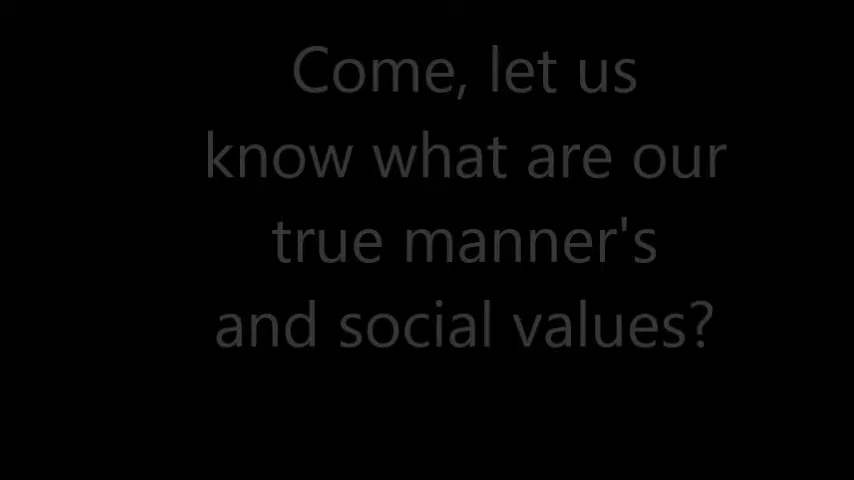 Come, let us
know what are our
true manner's
and social values?